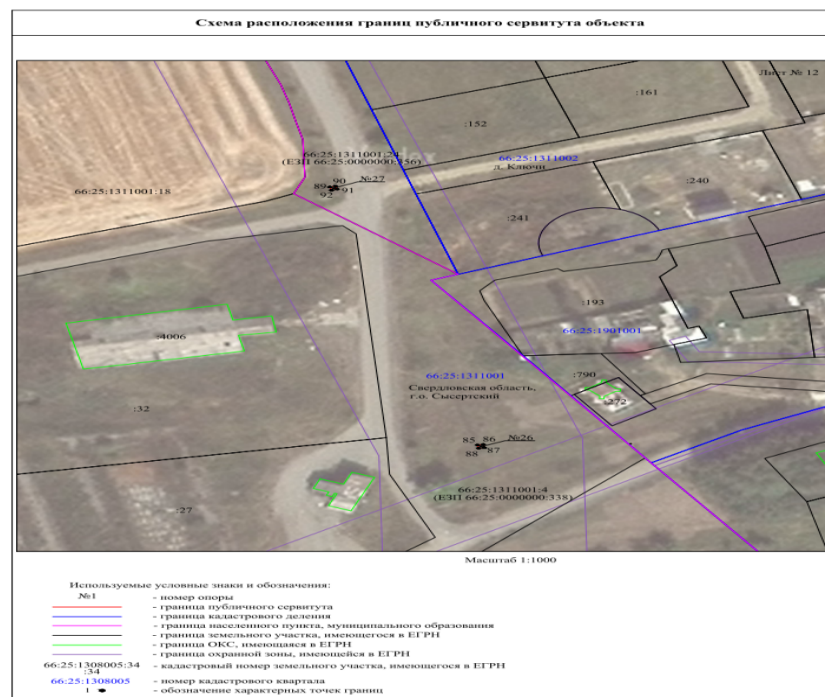 Схема расположения границ публичного сервитута объекта
Лист № 12
:161
:152
66:25:1311001:24
(ЕЗП 66:25:0000000:356)
66:25:1311002
д. Ключи
90
№27
89
91
92
66:25:1311001:18
:240
:241
:193
:4006
66:25:1901001
66:25:1311001
:790
Свердловская область,
г.о. Сысертский
:272
:32
85 86
№26
87
88
66:25:1311001:4
(ЕЗП 66:25:0000000:338)
:27
Масштаб 1:1000
Используемые условные знаки и обозначения:
№1 - номер опоры
- граница публичного сервитута
- граница кадастрового деления
- граница населенного пункта, муниципального образования
- граница земельного участка, имеющегося в ЕГРН
- граница ОКС, имеющаяся в ЕГРН
- граница охранной зоны, имеющейся в ЕГРН
66:25:1308005:34
:34
- кадастровый номер земельного участка, имеющегося в ЕГРН
66:25:1308005 - номер кадастрового квартала
1 - обозначение характерных точек границ